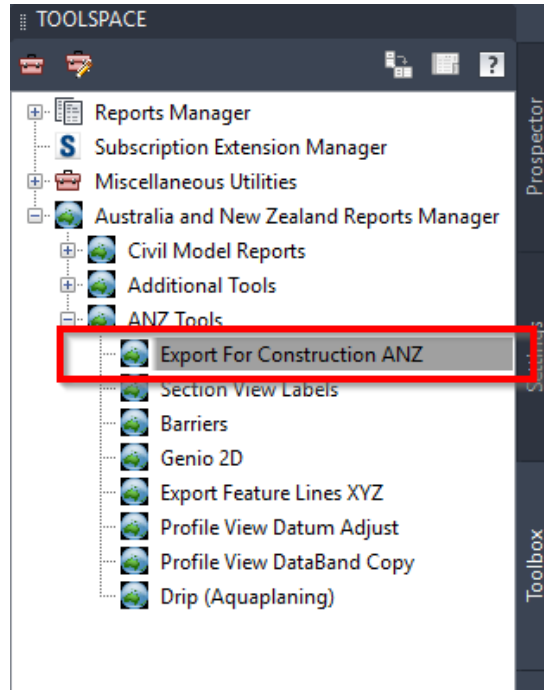 TOOLSPACE
?
Reports Manager
S Subscription Extension Manager
Miscellaneous Utilities
Australia and New Zealand Reports Manager
Civil Model Reports
Additional Tools
ANZ Tools
Export For Construction ANZ
Section View Labels
Barriers
Genio 2D
Export Feature Lines XYZ
Profile View Datum Adjust
Profile View DataBand Copy
Drip (Aquaplaning)
Prospector
Settings
Toolbox